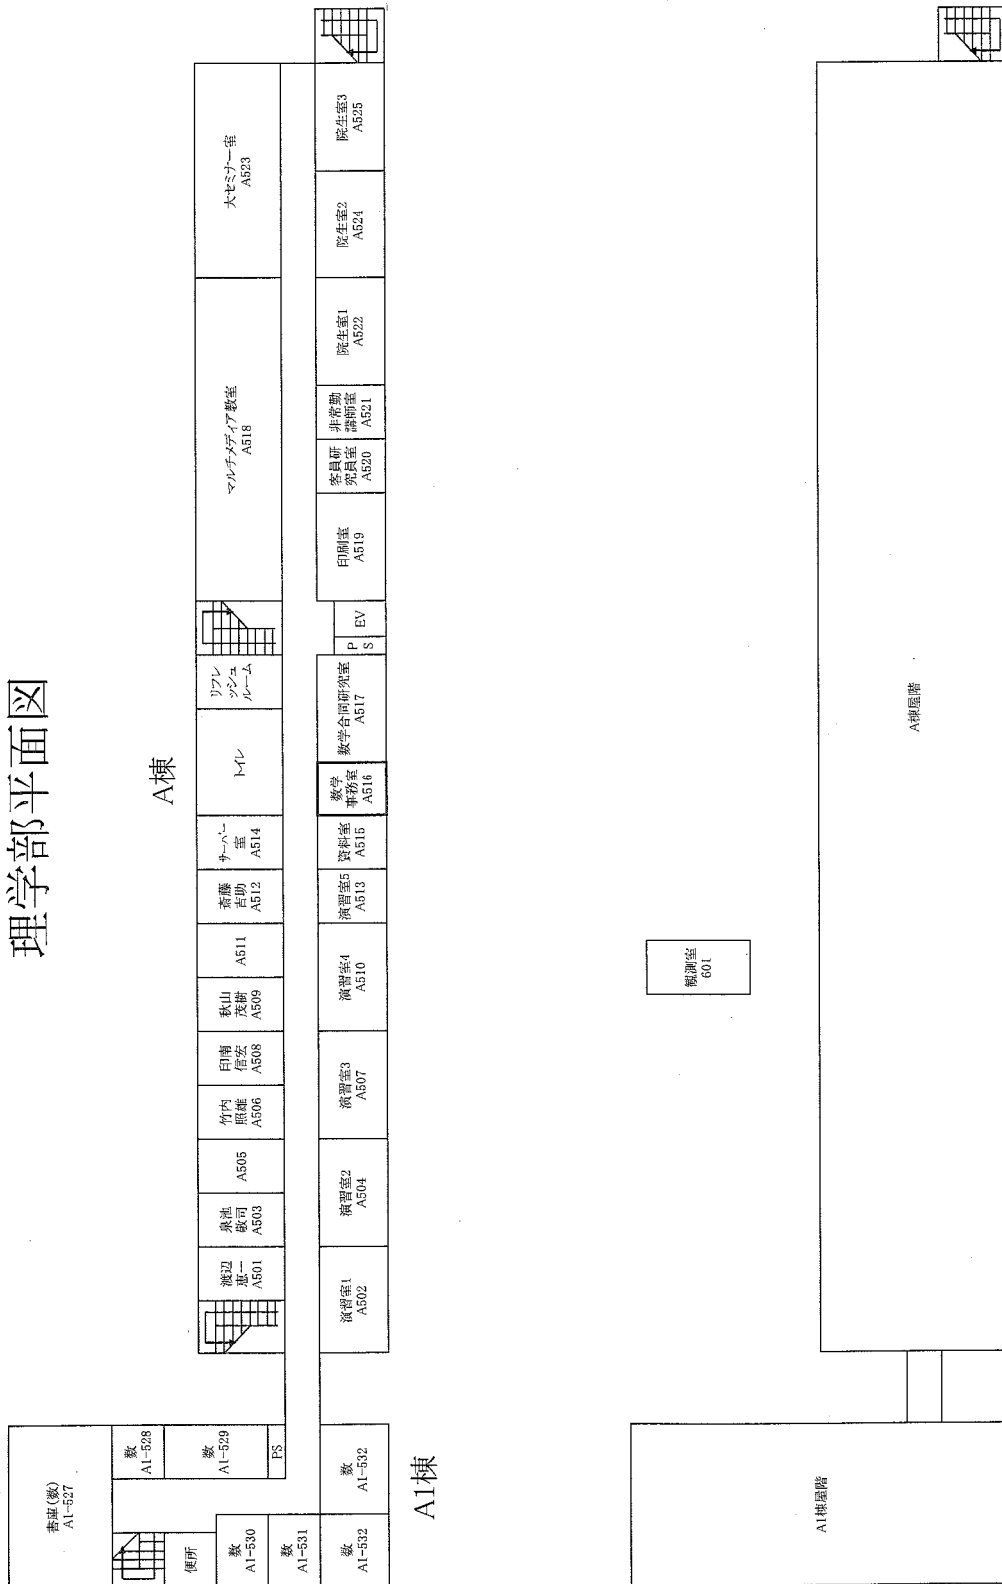 理学部平面図
A棟
大セミナー室
A523
マルチメディア教室
A518
リフレ
ッシュ
ルーム
トイレ
サーバー
室
A514
斎藤
吉助
A512
A511
秋山
茂樹
A509
印南
信宏
A508
竹内
照雄
A506
A505
泉池
敬司
A503
渡辺
恵一
A501
院生室3
A525
院生室2
A524
院生室1
A522
非常勤
講師室
A521
客員研
究員室
A520
印刷室
A519
EV
P
S
数学合同研究室
A517
数学
事務室
A516
資料室
A515
演習室5
A513
演習室4
A510
演習室3
A507
演習室2
A504
演習室1
A502
書庫(数)
A1-527
数
A1-528
数
A1-529
PS
便所
数
A1-530
数
A1-531
数
A1-532
数
A1-532
A1棟
観測室
601
A棟屋階
A1棟屋階